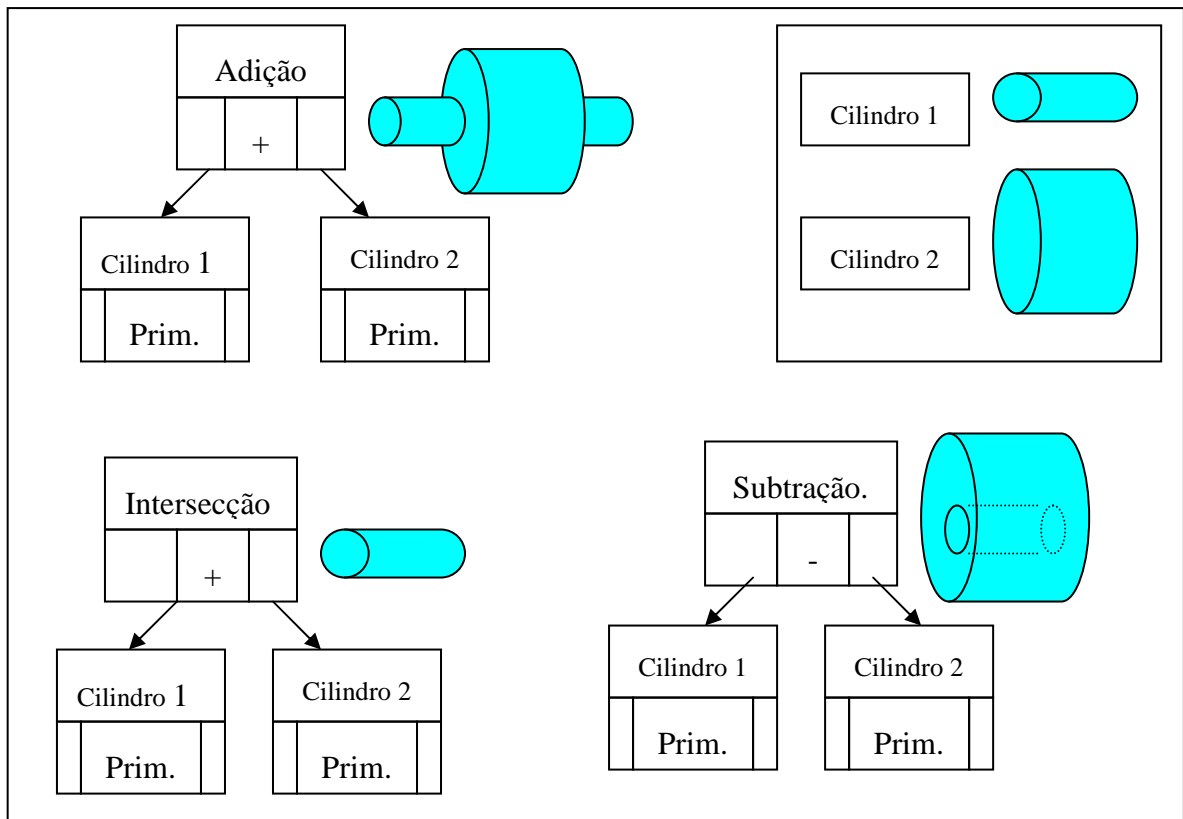 Adição
+
Cilindro 1
Prim.
Cilindro 2
Prim.
Cilindro 1
Cilindro 2
Intersecção
+
Cilindro 1
Prim.
Cilindro 2
Prim.
Subtração.
-
Cilindro 1
Prim.
Cilindro 2
Prim.